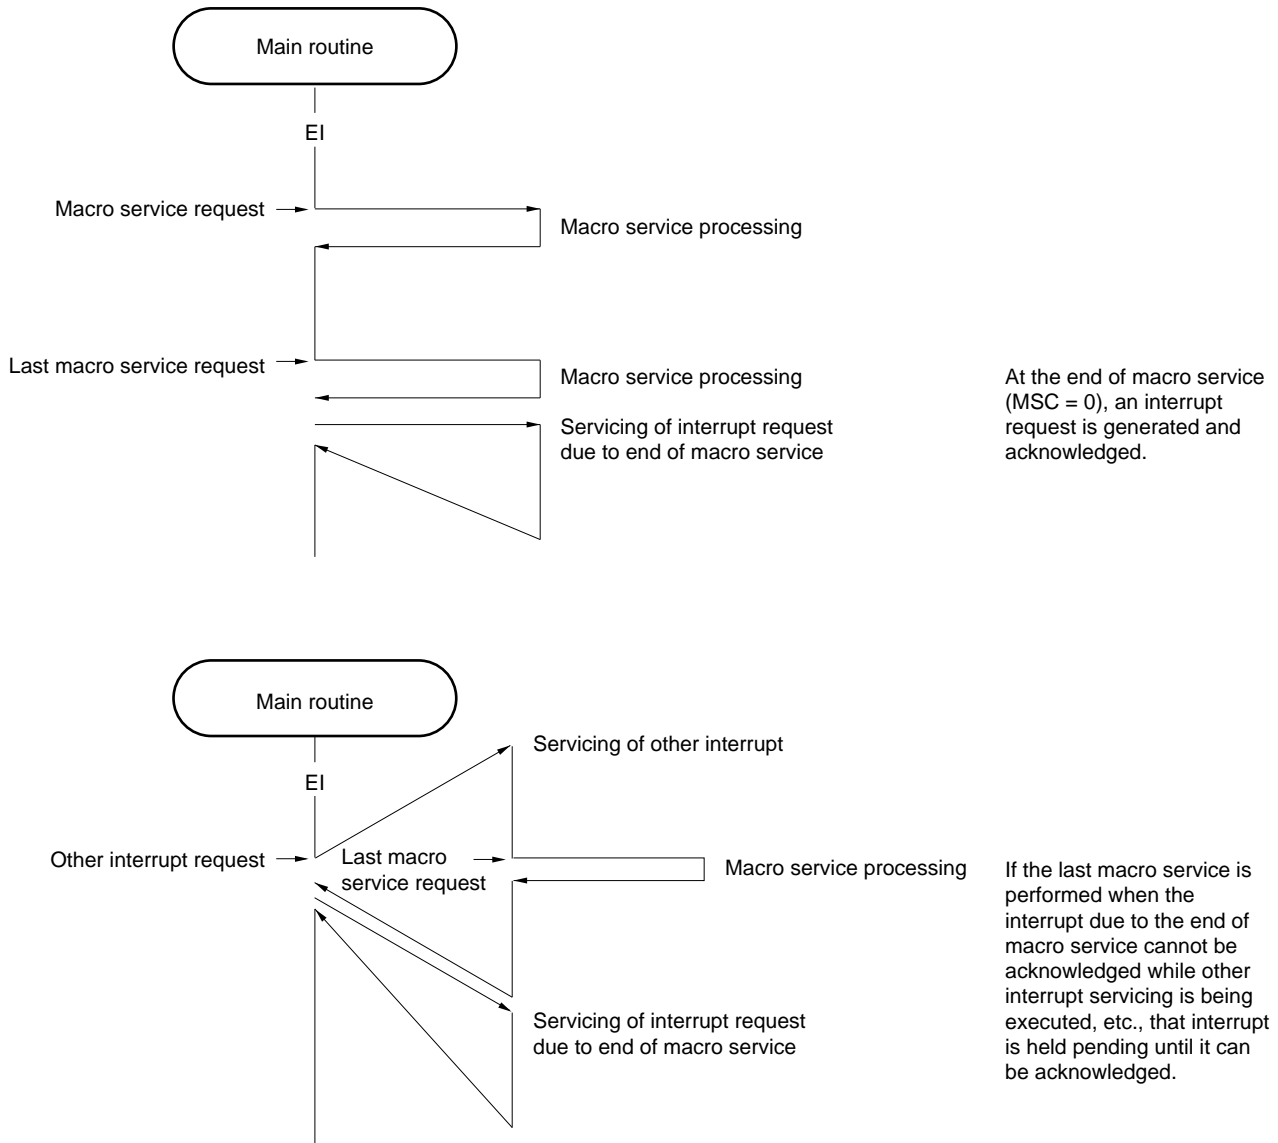 Main routine
EI
Macro service request
Macro service processing
Last macro service request
Macro service processing
Servicing of interrupt request
due to end of macro service
At the end of macro service
(MSC = 0), an interrupt
request is generated and
acknowledged.
Main routine
EI
Servicing of other interrupt
Other interrupt request
Last macro
service request
Macro service processing
Servicing of interrupt request
due to end of macro service
If the last macro service is
performed when the
interrupt due to the end of
macro service cannot be
acknowledged while other
interrupt servicing is being
executed, etc., that interrupt
is held pending until it can
be acknowledged.